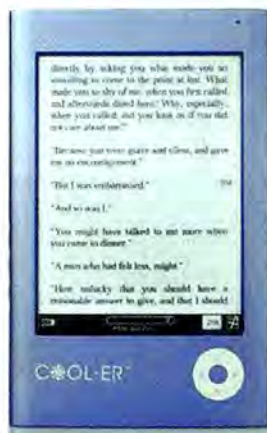 directly, by asking you what made you so
unwilling to come to the point at last. What
made you so shy of me, when you first called
and afterwards dined here? Why, especially,
when you called, did you look as if you did
not care about me?"
"Because you were grave and silent, and gave
me no encouragement."
"But I was embarrassed."
"And so was I."
"You might have talked to me more when
you came to dinner."
"A man who had felt less, might."
"How unlucky that you should have a
reasonable answer to give, and that I should
COOL-ER™